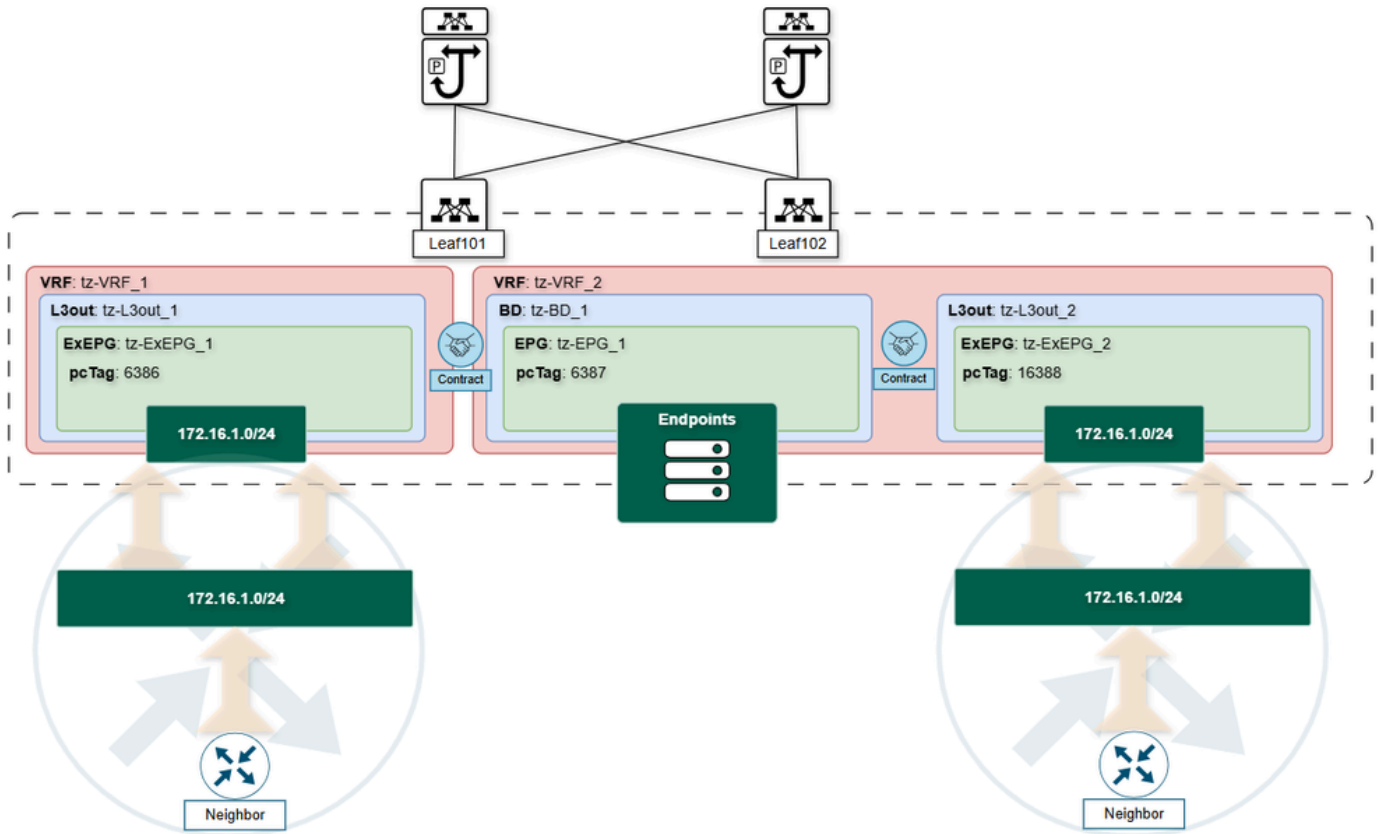 P
P
Leaf101
Leaf102
VRF: tz-VRF_1
L3out: tz-L3out_1
ExEPG: tz-ExEPG_1
pcTag: 6386
172.16.1.0/24
Contract
VRF: tz-VRF_2
BD: tz-BD_1
EPG: tz-EPG_1
pcTag: 6387
Endpoints
Contract
L3out: tz-L3out_2
ExEPG: tz-ExEPG_2
pcTag: 16388
172.16.1.0/24
172.16.1.0/24
172.16.1.0/24
Neighbor
Neighbor